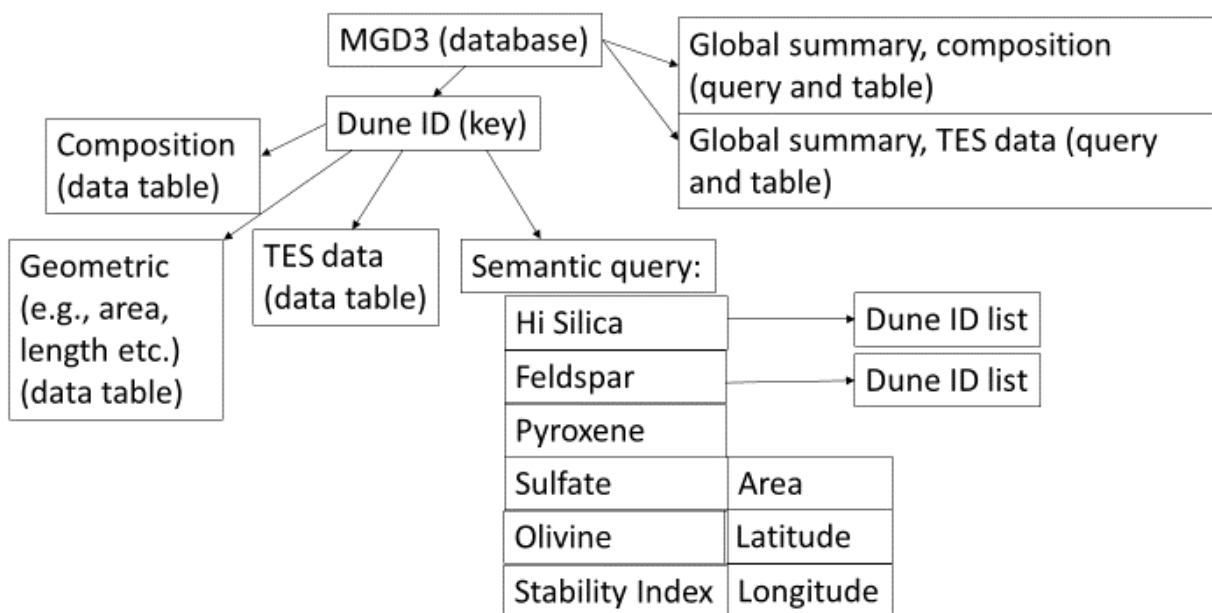 MGD3 (database)
Global summary, composition
(query and table)
Global summary, TES data (query
and table)
Dune ID (key)
Composition
(data table)
Geometric
(e.g., area,
length etc.)
(data table)
TES data
(data table)
Semantic query:
Hi Silica
Dune ID list
Feldspar
Dune ID list
Pyroxene
Sulfate
Area
Olivine
Latitude
Stability Index
Longitude